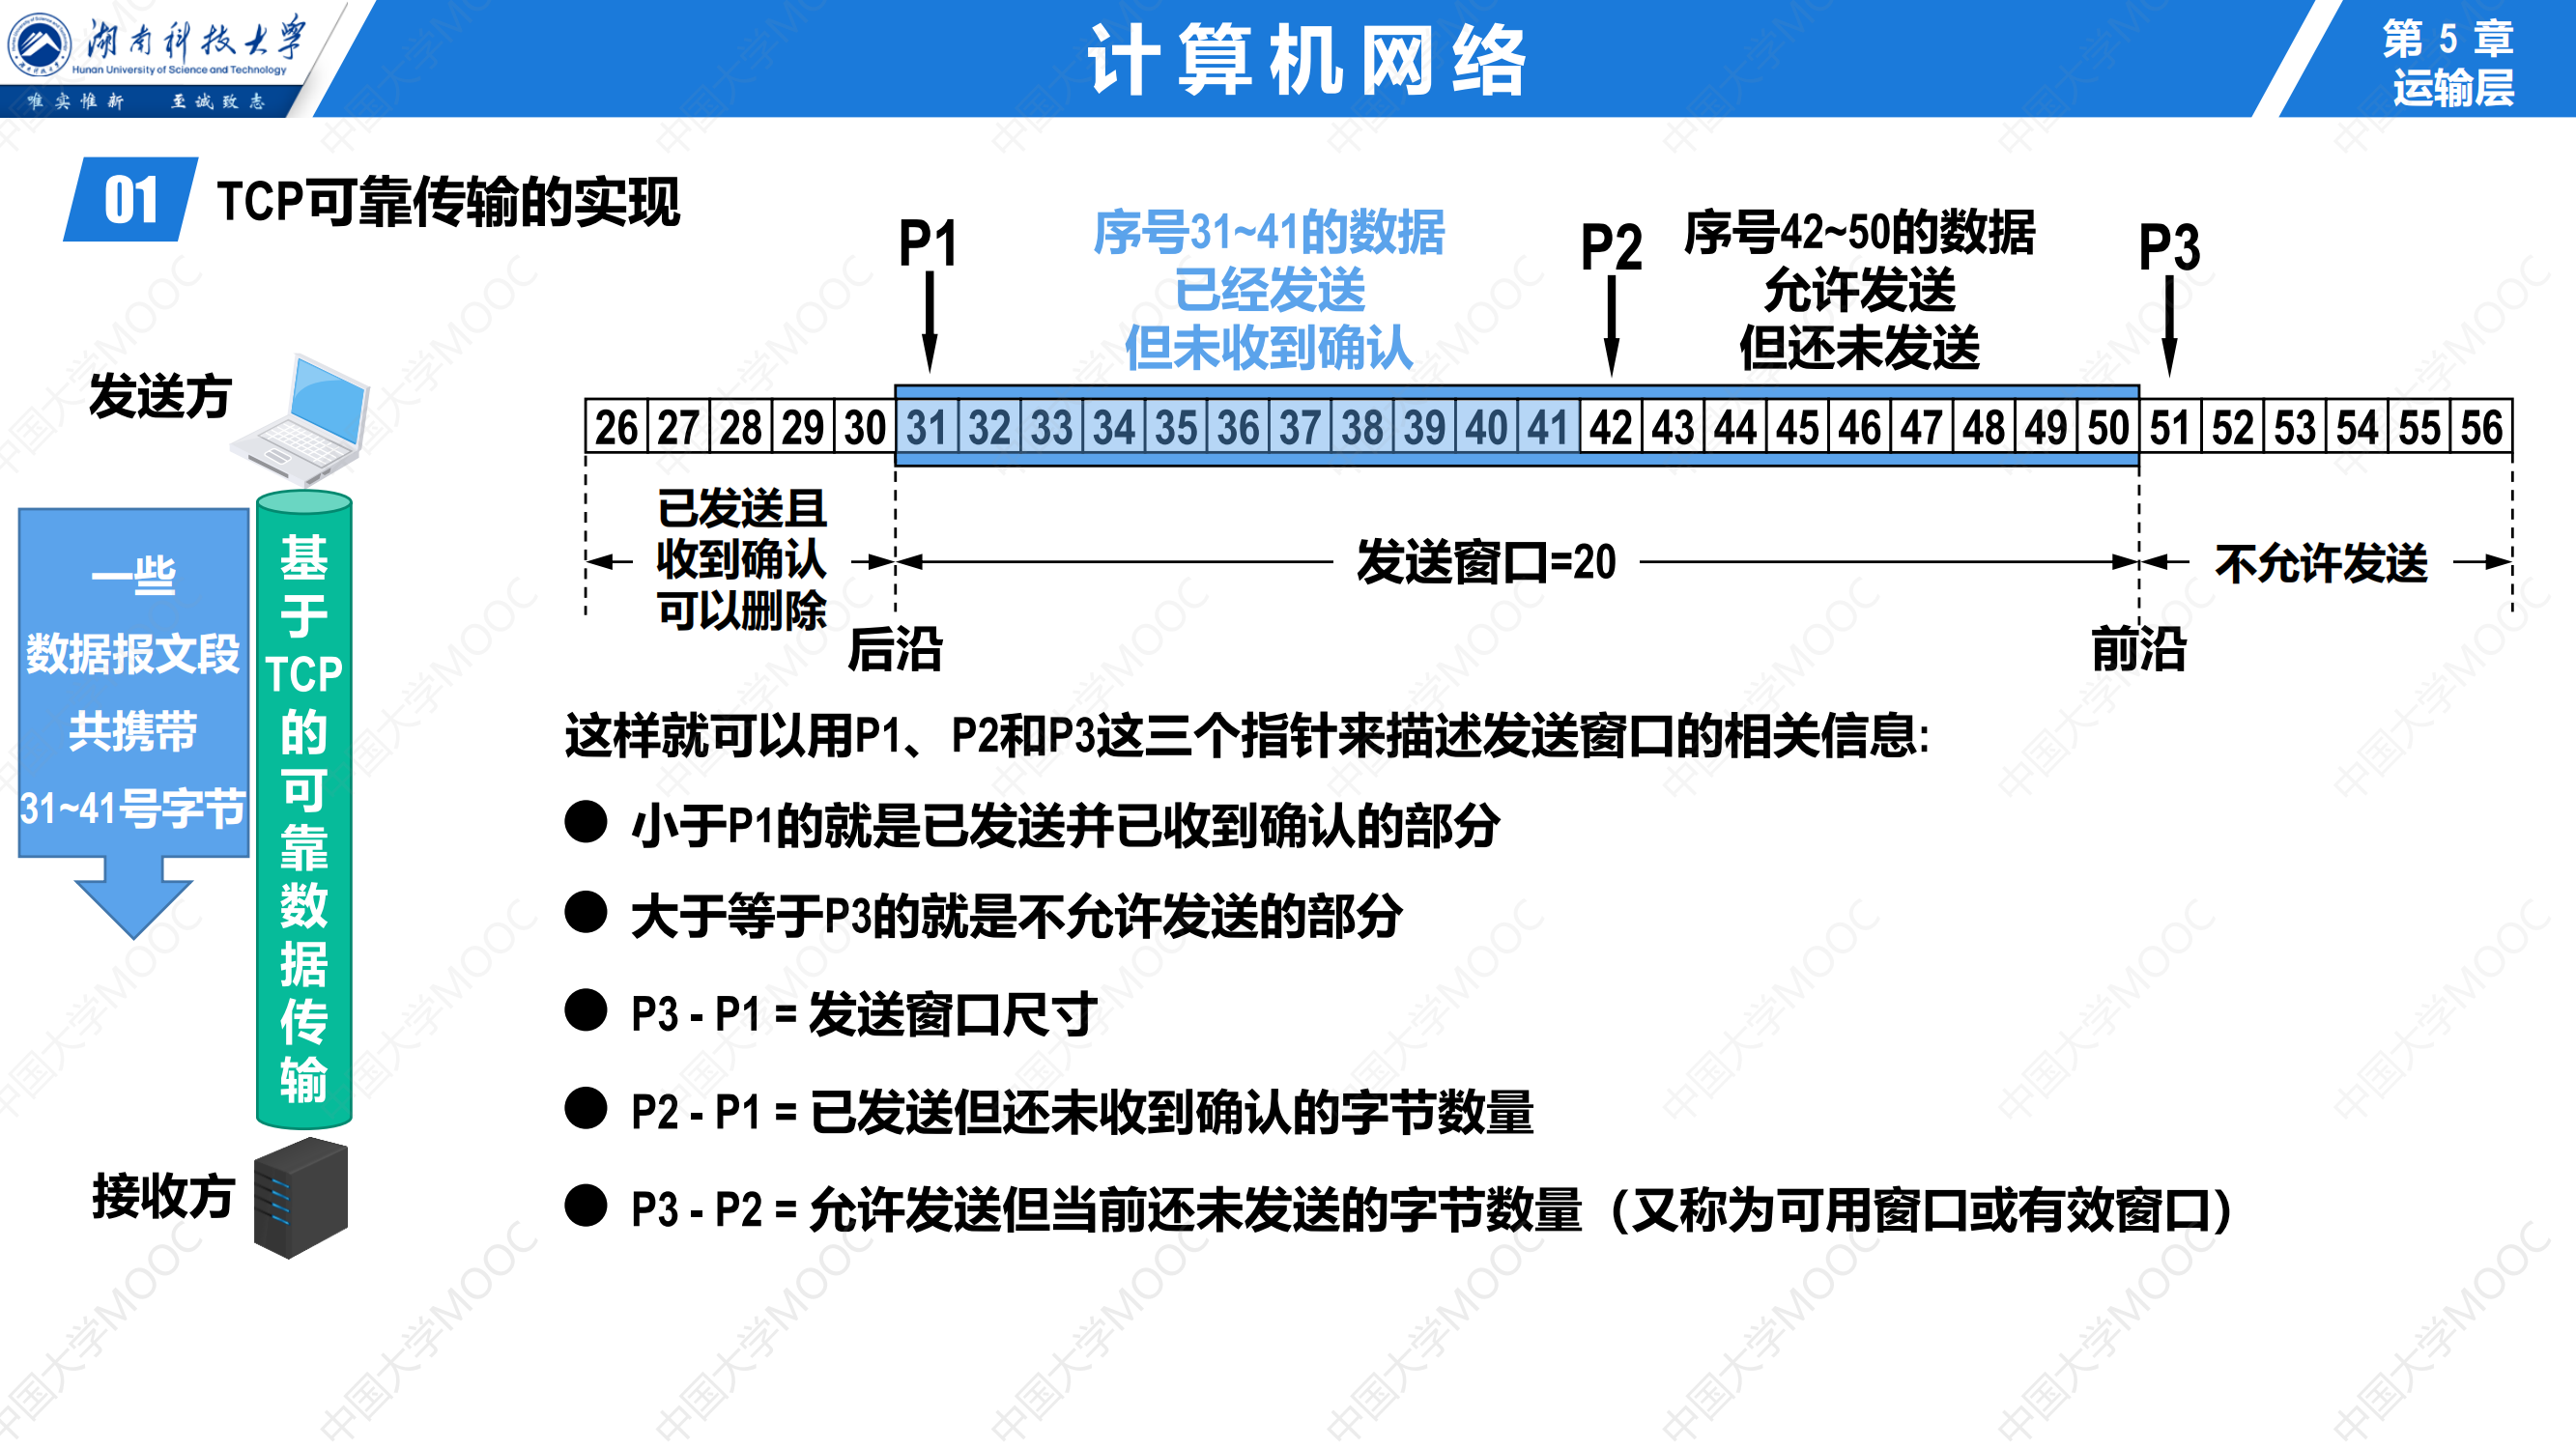 湖南科技大学
Hunan University of Science and Technology
唯实惟新 至诚致志
计算机网络
第 5 章
运输层
01 TCP可靠传输的实现
P1
序号31~41的数据
已经发送
但未收到确认
P2
序号42~50的数据
允许发送
但还未发送
P3
发送方
26 27 28 29 30 31 32 33 34 35 36 37 38 39 40 41 42 43 44 45 46 47 48 49 50 51 52 53 54 55 56
已发送且
收到确认
可以删除
发送窗口=20
不允许发送
后沿
前沿
一些
数据报文段
共携带
31~41号字节
基于TCP的可靠数据传输
接收方
这样就可以用P1、P2和P3这三个指针来描述发送窗口的相关信息:
● 小于P1的就是已发送并已收到确认的部分
● 大于等于P3的就是不允许发送的部分
● P3 - P1 = 发送窗口尺寸
● P2 - P1 = 已发送但还未收到确认的字节数量
● P3 - P2 = 允许发送但当前还未发送的字节数量（又称为可用窗口或有效窗口）
中国大学MOOC